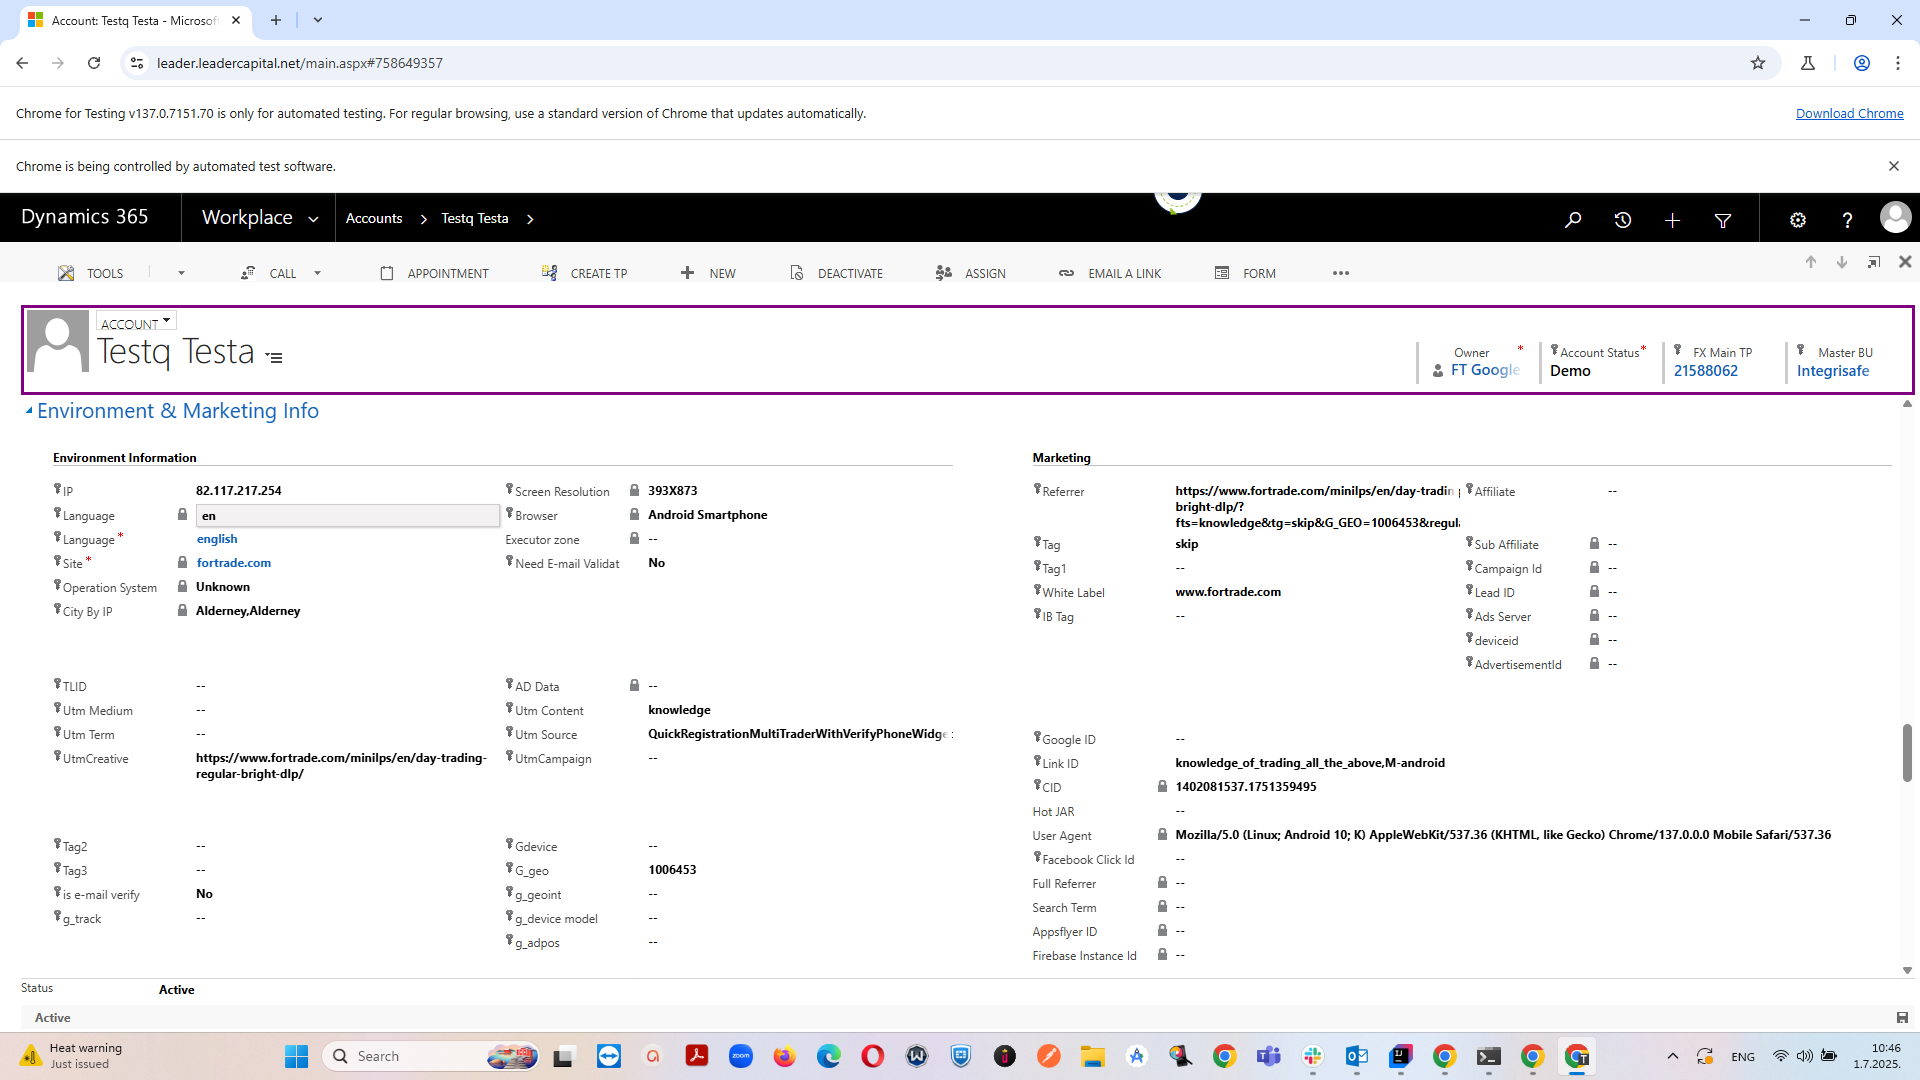 Account: Testq Testa - Microsof
leader.leadercapital.net/main.aspx#758649357
Chrome for Testing v137.0.7151.70 is only for automated testing. For regular browsing, use a standard version of Chrome that updates automatically.
Download Chrome
Chrome is being controlled by automated test software.
Dynamics 365
Workplace
Accounts
Testq Testa
TOOLS
CALL
APPOINTMENT
CREATE TP
NEW
DEACTIVATE
ASSIGN
EMAIL A LINK
FORM
ACCOUNT
Testq Testa
Owner *
FT Google
Account Status *
Demo
FX Main TP
21588062
Master BU
Integrisafe
Environment & Marketing Info
Environment Information
IP 82.117.217.254
Language en
Language * english
Site * fortrade.com
Operation System Unknown
City By IP Alderney,Alderney
Screen Resolution 393X873
Browser Android Smartphone
Executor zone --
Need E-mail Validat No
TLID --
Utm Medium --
Utm Term --
UtmCreative https://www.fortrade.com/minilps/en/day-trading-
regular-bright-dlp/
AD Data --
Utm Content knowledge
Utm Source QuickRegistrationMultiTraderWithVerifyPhoneWidge
UtmCampaign --
Tag2 --
Tag3 --
is e-mail verify No
g_track --
Gdevice --
G_geo 1006453
g_geoint --
g_device model --
g_adpos --
Marketing
Referrer https://www.fortrade.com/minilps/en/day-tradin
bright-dlp/?
fts=knowledge&tg=skip&G_GEO=1006453&regul
Tag skip
Tag1 --
White Label www.fortrade.com
IB Tag --
Affiliate --
Sub Affiliate --
Campaign Id --
Lead ID --
Ads Server --
deviceid --
AdvertisementId --
Google ID --
Link ID knowledge_of_trading_all_the_above,M-android
CID 1402081537.1751359495
Hot JAR --
User Agent Mozilla/5.0 (Linux; Android 10; K) AppleWebKit/537.36 (KHTML, like Gecko) Chrome/137.0.0.0 Mobile Safari/537.36
Facebook Click Id --
Full Referrer --
Search Term --
Appsflyer ID --
Firebase Instance Id --
Status Active
Active
Heat warning
Just issued
Search
zoom
ENG
10:46
1.7.2025.